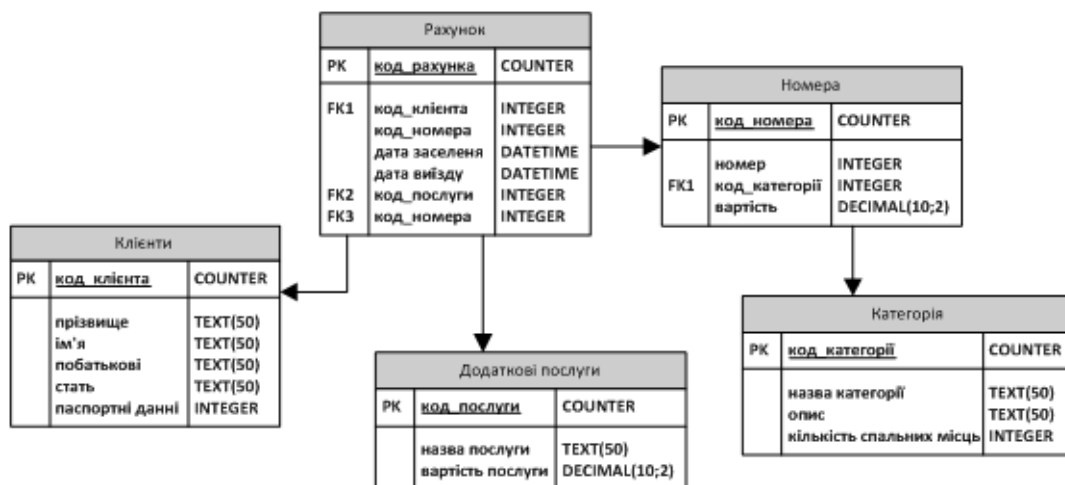 Рахунок
PK код_рахунка COUNTER
FK1 код_клієнта INTEGER
код_номера INTEGER
дата заселеня DATETIME
дата виїзду DATETIME
FK2 код_послуги INTEGER
FK3 код_номера INTEGER
Номера
PK код_номера COUNTER
номер INTEGER
FK1 код_категорії INTEGER
вартість DECIMAL(10;2)
Клієнти
PK код_клієнта COUNTER
прізвище TEXT(50)
ім'я TEXT(50)
побатькові TEXT(50)
стать TEXT(50)
паспортні данні INTEGER
Додаткові послуги
PK код_послуги COUNTER
назва послуги TEXT(50)
вартість послуги DECIMAL(10;2)
Категорія
PK код_категорії COUNTER
назва категорії TEXT(50)
опис TEXT(50)
кількість спальних місць INTEGER